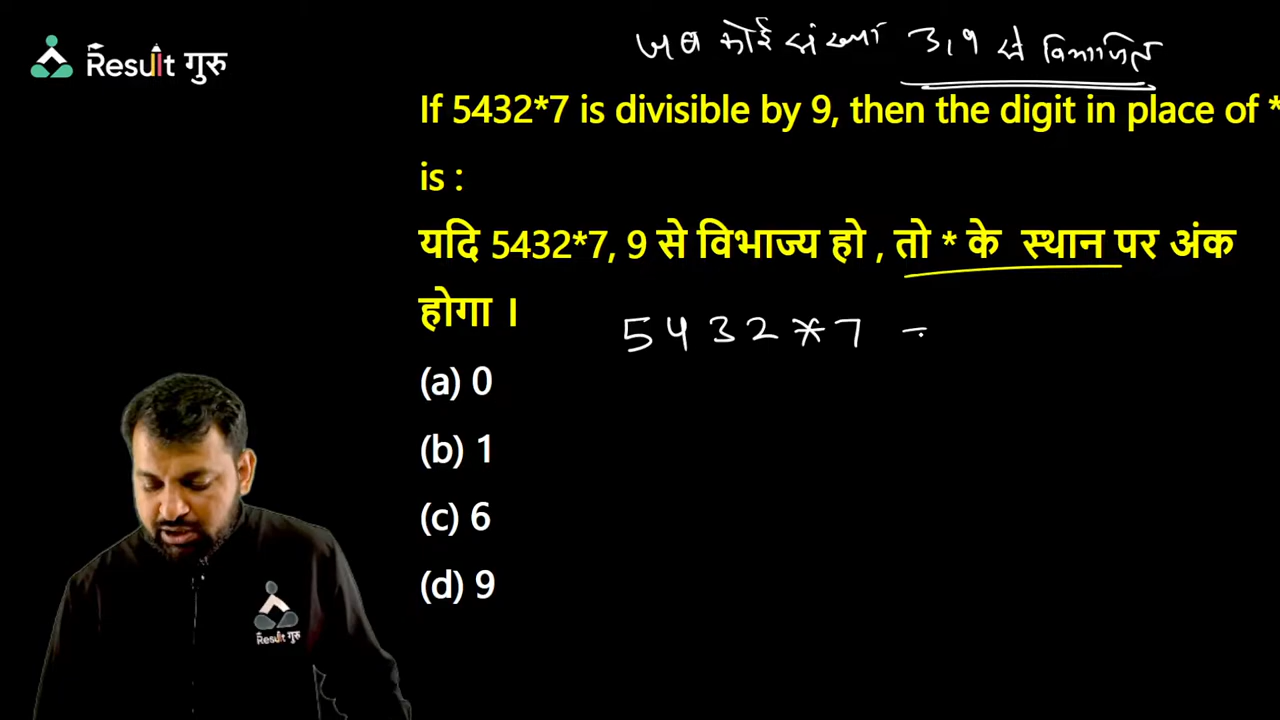 Result गुरु
जब कोई संख्या 3,9 से विभाजित
If 5432*7 is divisible by 9, then the digit in place of *
is :
यदि 5432*7, 9 से विभाज्य हो , तो * के स्थान पर अंक
होगा ।
5432*7 ÷
(a) 0
(b) 1
(c) 6
(d) 9
Result गुरु